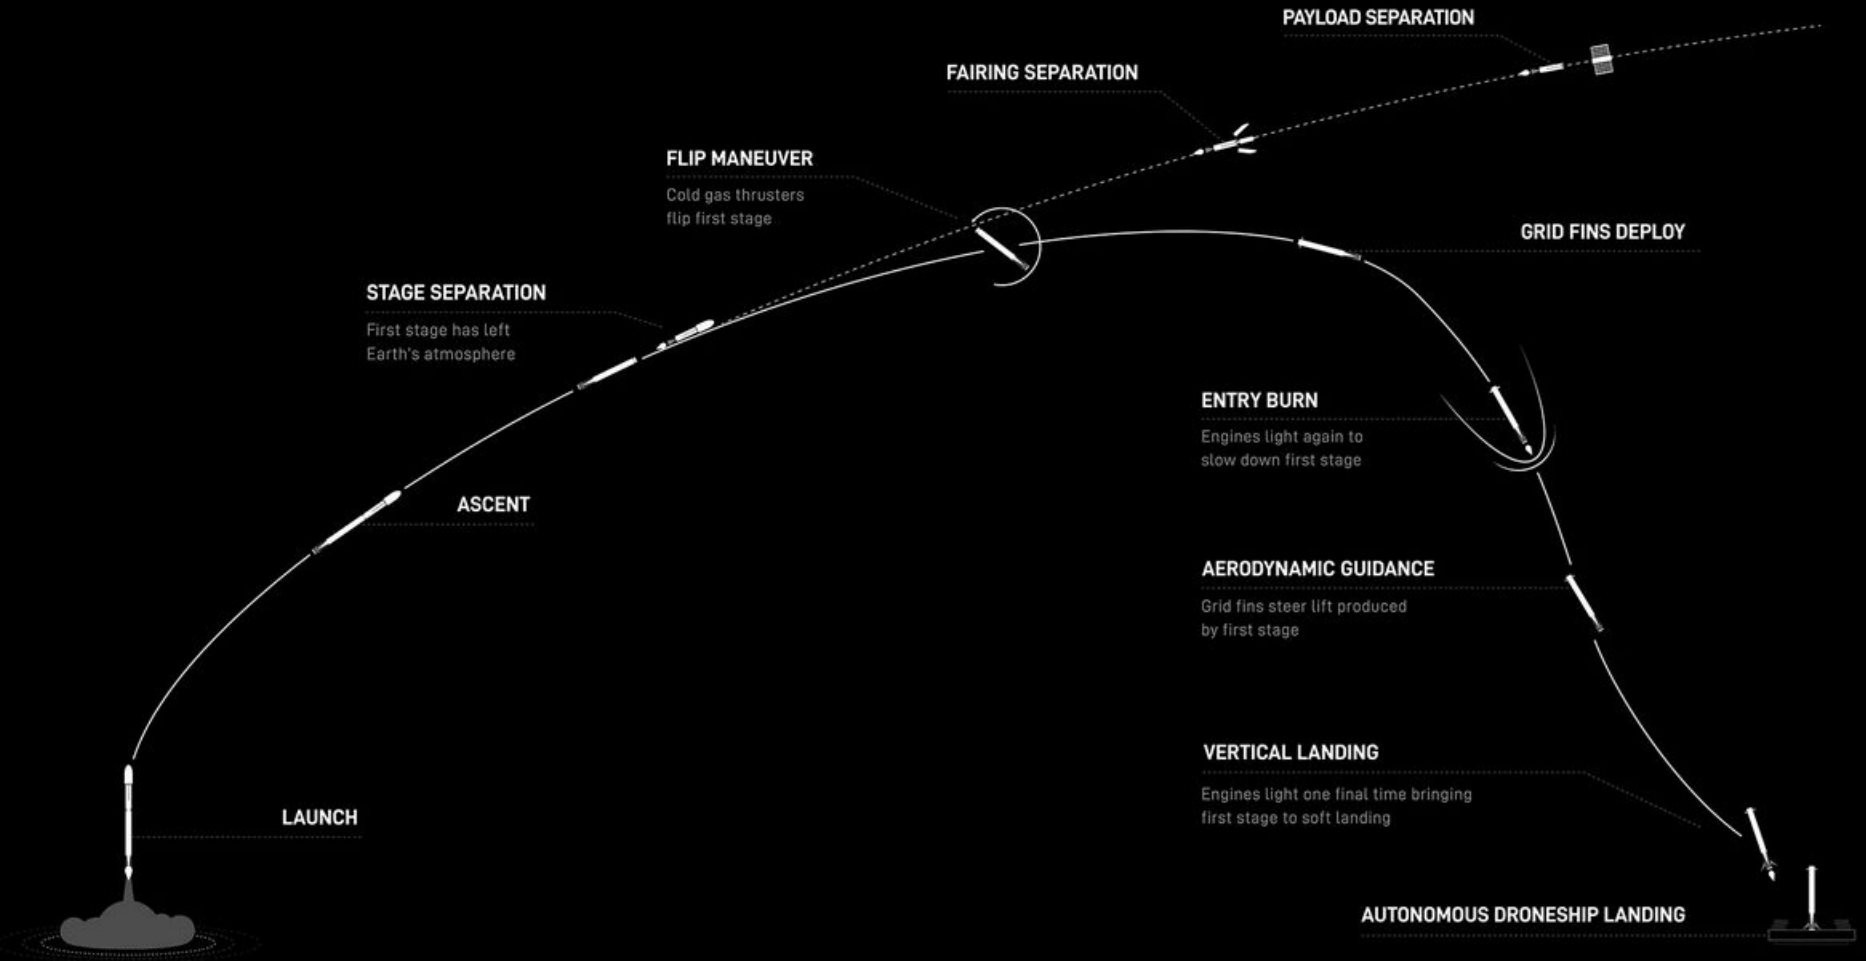 PAYLOAD SEPARATION
FAIRING SEPARATION
FLIP MANEUVER
Cold gas thrusters
flip first stage
GRID FINS DEPLOY
STAGE SEPARATION
First stage has left
Earth's atmosphere
ENTRY BURN
Engines light again to
slow down first stage
ASCENT
AERODYNAMIC GUIDANCE
Grid fins steer lift produced
by first stage
VERTICAL LANDING
Engines light one final time bringing
first stage to soft landing
LAUNCH
AUTONOMOUS DRONESHIP LANDING